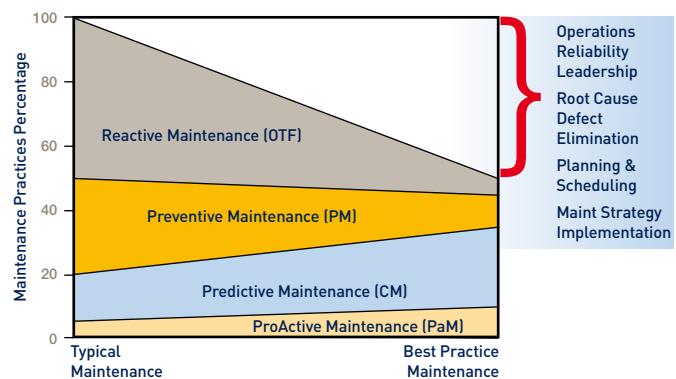 Maintenance Practices Percentage
100
80
60
40
20
0
Reactive Maintenance (OTF)
Preventive Maintenance (PM)
Predictive Maintenance (CM)
ProActive Maintenance (PaM)
Typical
Maintenance
Best Practice
Maintenance
Operations
Reliability
Leadership
Root Cause
Defect
Elimination
Planning &
Scheduling
Maint Strategy
Implementation